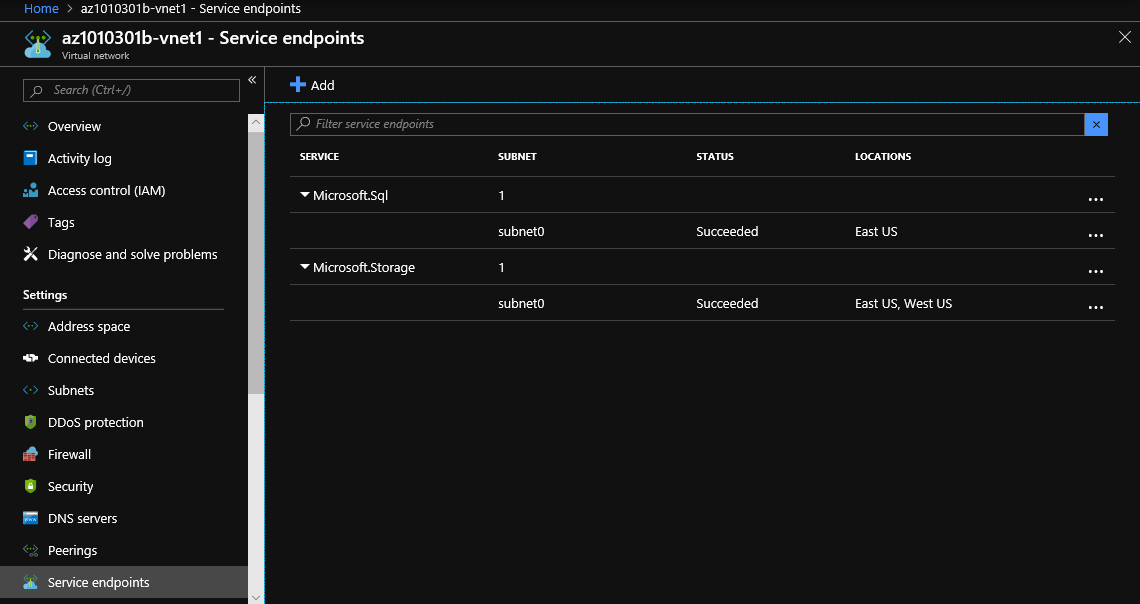 Home > az1010301b-vnet1 - Service endpoints
az1010301b-vnet1 - Service endpoints
Virtual network
Search (Ctrl+/)
«
Overview
Activity log
Access control (IAM)
Tags
Diagnose and solve problems
Settings
Address space
Connected devices
Subnets
DDoS protection
Firewall
Security
DNS servers
Peerings
Service endpoints
Add
Filter service endpoints
SERVICE SUBNET STATUS LOCATIONS
Microsoft.Sql 1 ...
subnet0 Succeeded East US ...
Microsoft.Storage 1 ...
subnet0 Succeeded East US, West US ...